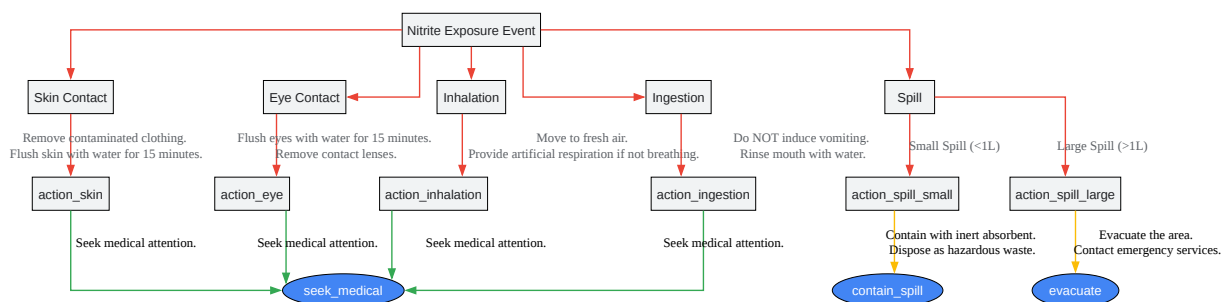 Nitrite Exposure Event
Skin Contact
Eye Contact
Inhalation
Ingestion
Spill
Remove contaminated clothing.
Flush skin with water for 15 minutes.
Flush eyes with water for 15 minutes.
Remove contact lenses.
Move to fresh air.
Provide artificial respiration if not breathing.
Do NOT induce vomiting.
Rinse mouth with water.
Small Spill (<1L)
Large Spill (>1L)
action_skin
action_eye
action_inhalation
action_ingestion
action_spill_small
action_spill_large
Seek medical attention.
Seek medical attention.
Seek medical attention.
Seek medical attention.
Contain with inert absorbent.
Dispose as hazardous waste.
Evacuate the area.
Contact emergency services.
seek_medical
contain_spill
evacuate